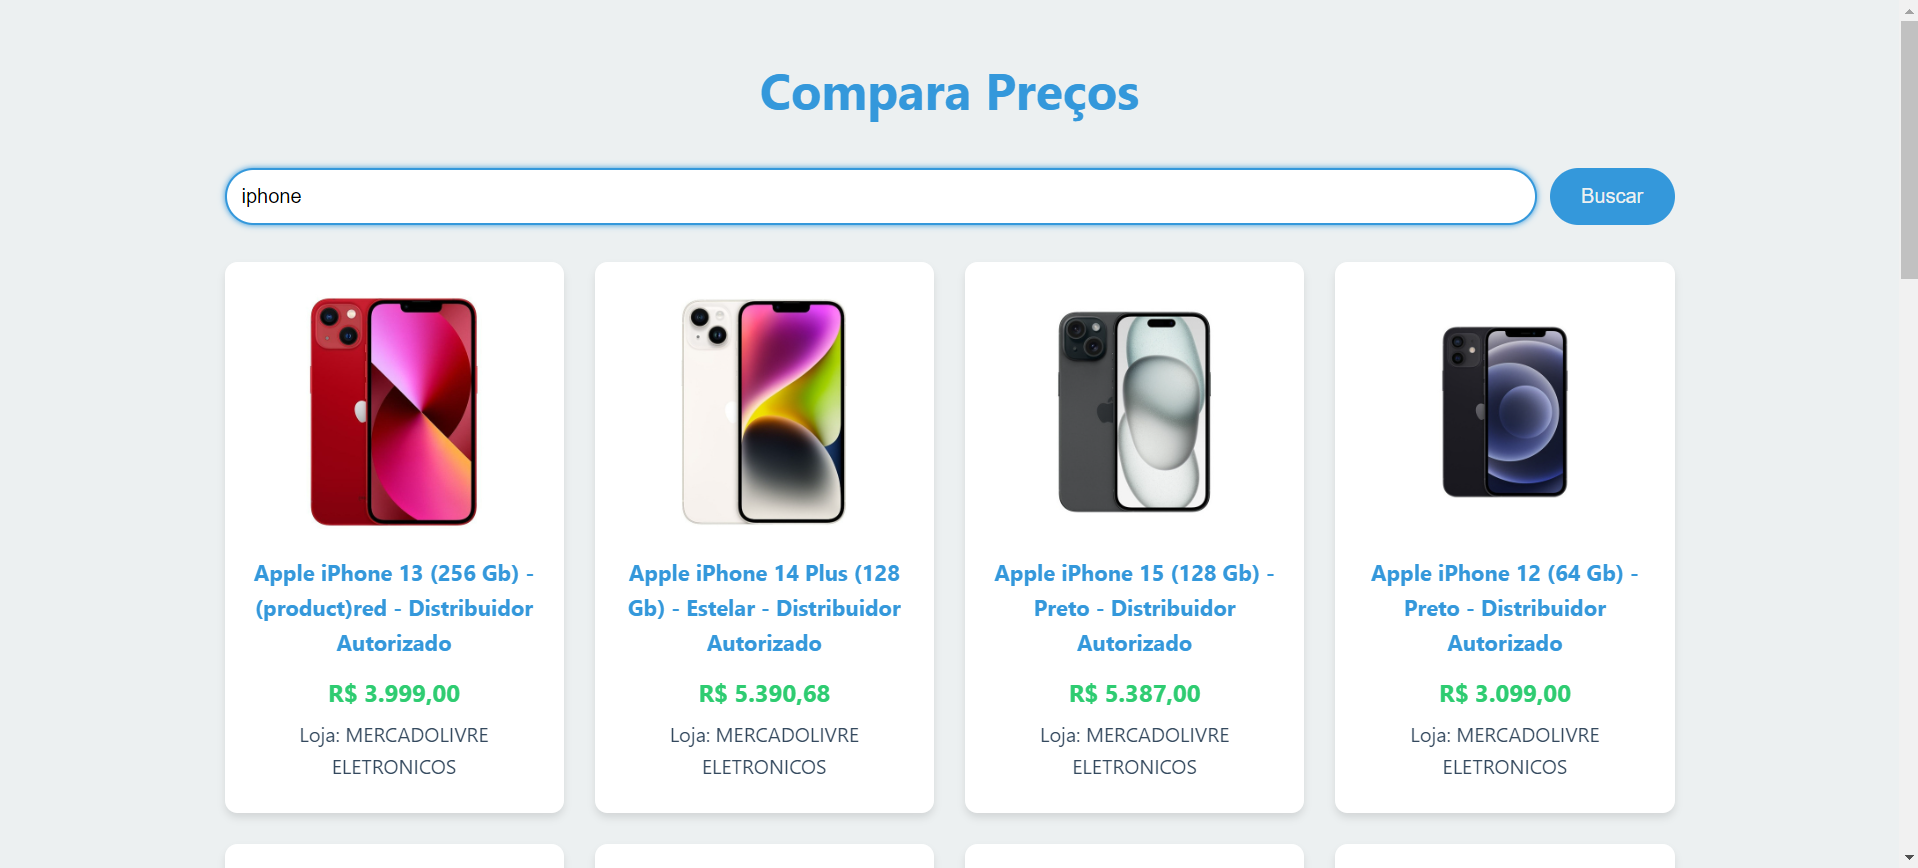 Compara Preços
iphone
Buscar
Apple iPhone 13 (256 Gb) -
(product)red - Distribuidor
Autorizado
R$ 3.999,00
Loja: MERCADOLIVRE
ELETRONICOS
Apple iPhone 14 Plus (128
Gb) - Estelar - Distribuidor
Autorizado
R$ 5.390,68
Loja: MERCADOLIVRE
ELETRONICOS
Apple iPhone 15 (128 Gb) -
Preto - Distribuidor
Autorizado
R$ 5.387,00
Loja: MERCADOLIVRE
ELETRONICOS
Apple iPhone 12 (64 Gb) -
Preto - Distribuidor
Autorizado
R$ 3.099,00
Loja: MERCADOLIVRE
ELETRONICOS